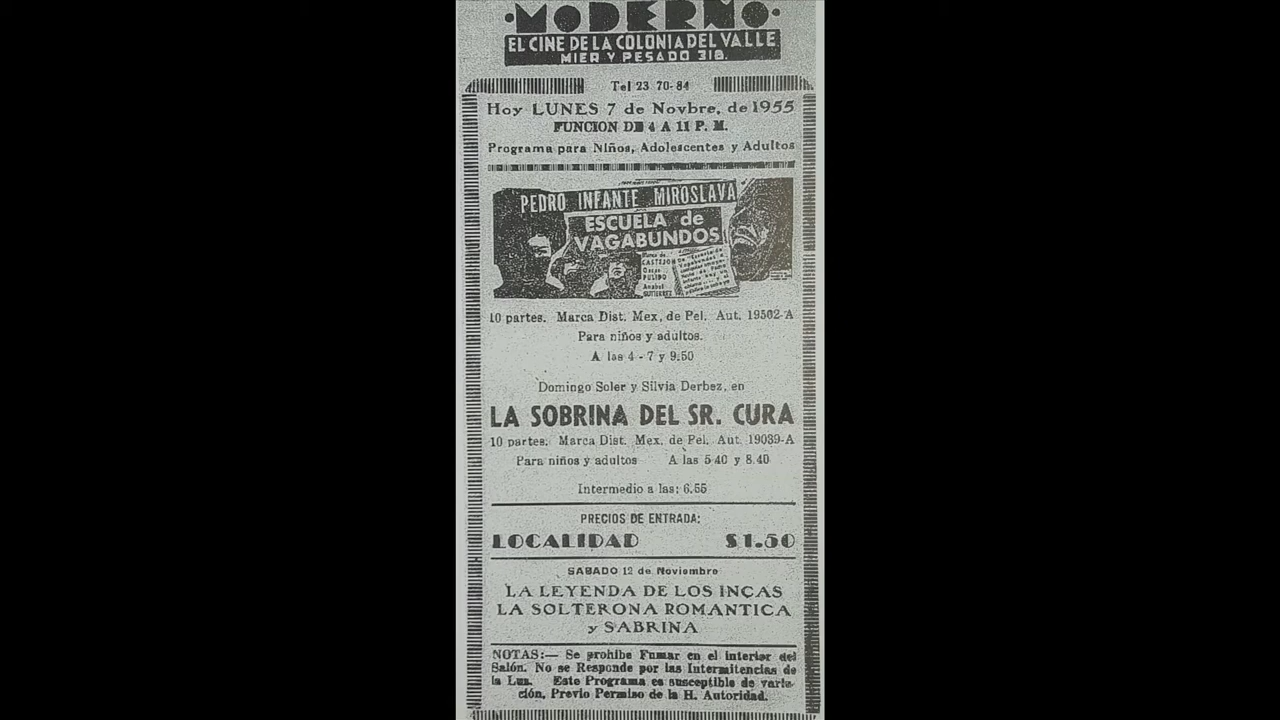 •MODERNO•
EL CINE DE LA COLONIA DEL VALLE
MIER Y PESADO 318.
Tel 23 70-84
Hoy LUNES 7 de Novbre, de 1955
FUNCION DE 4 A 11 P. M.
Programa para Niños, Adolescentes y Adultos
PEDRO INFANTE MIROSLAVA
ESCUELA de
VAGABUNDOS
CASTEJON
Oscar
PULIDO
Anabel
GUTIERREZ
10 partes. Marca Dist. Mex. de Pel. Aut. 19502-A
Para niños y adultos.
A las 4 - 7 y 9.50
Domingo Soler y Silvia Derbez, en
LA SOBRINA DEL SR. CURA
10 partes. Marca Dist. Mex. de Pel. Aut. 19039-A
Para niños y adultos A las 5 40 y 8.40
Intermedio a las: 6.55
PRECIOS DE ENTRADA:
LOCALIDAD $1.50
SABADO 12 de Noviembre
LA LEYENDA DE LOS INCAS
LA SOLTERONA ROMANTICA
y SABRINA
NOTAS:— Se prohibe Fumar en el interior del
Salón. No se Responde por las Intermitencias de
la Luz. Este Programa es susceptible de varia-
ción, Previo Permiso de la H. Autoridad.